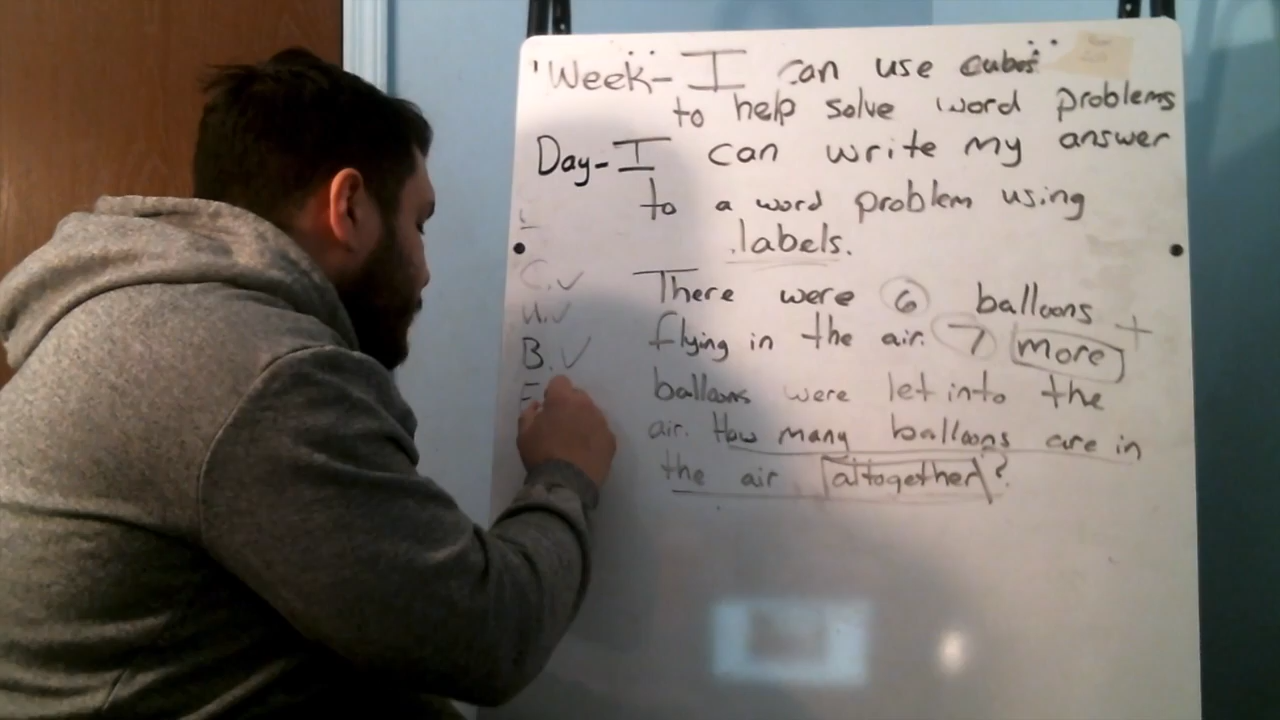 Week- I can use "cubes"
to help solve word problems
Day- I can write my answer
to a word problem using
labels.
C. ✓
U. ✓
B. ✓
E
There were 6 balloons
flying in the air. 7 more +
balloons were let into the
air. How many balloons are in
the air altogether?